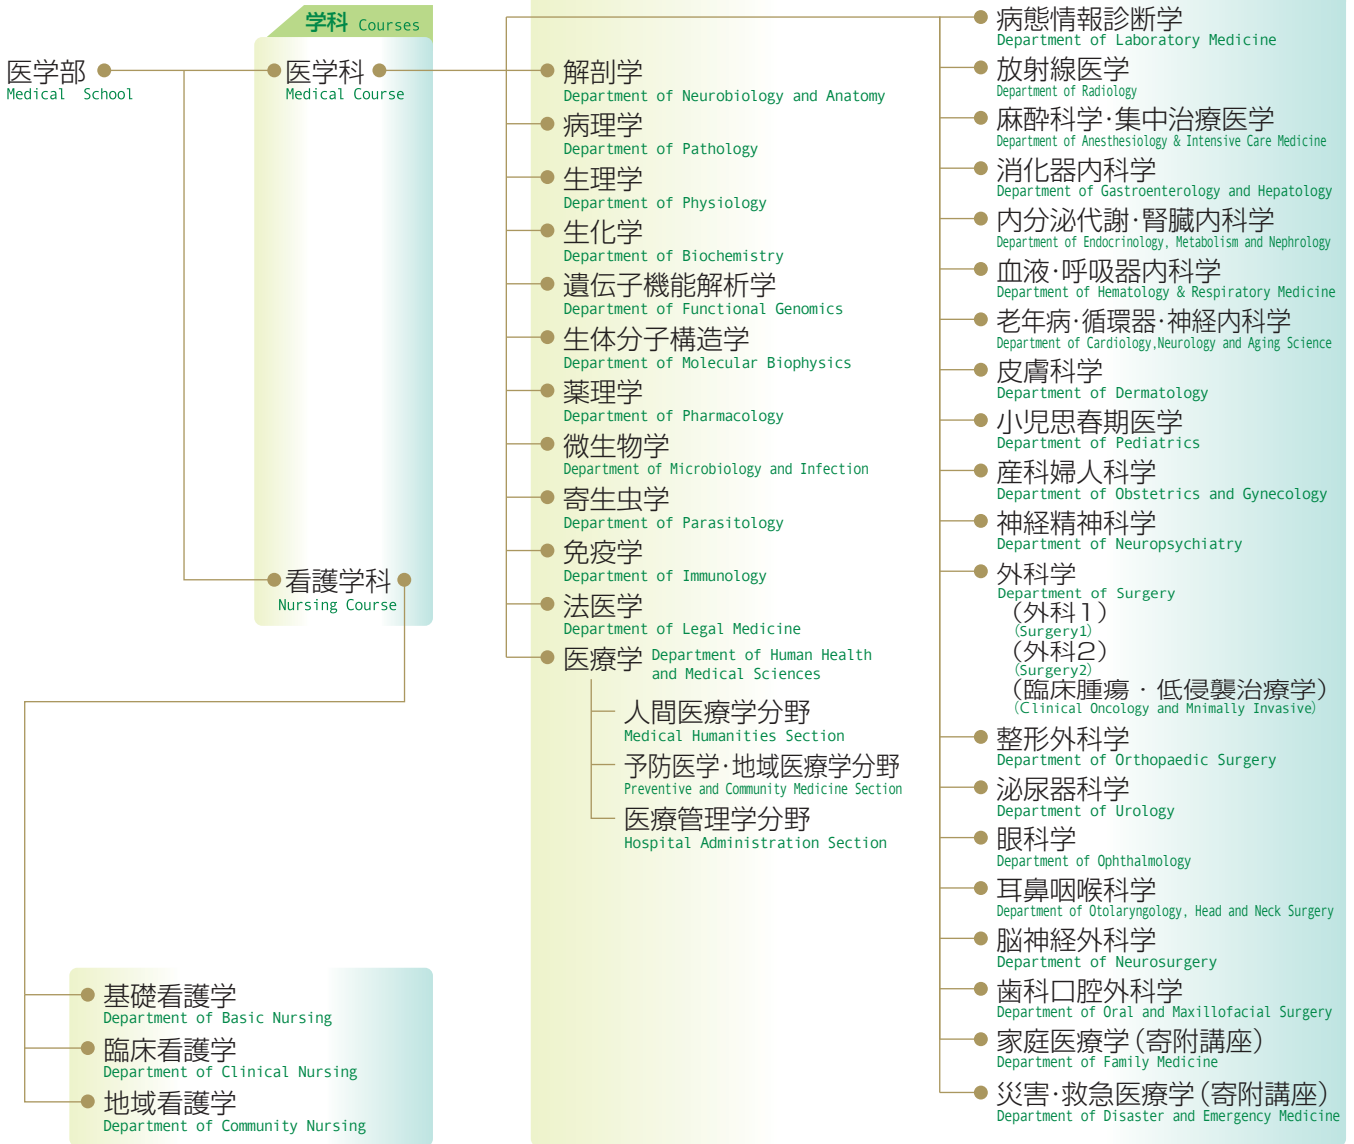 学科 Courses
医学部
Medical School
医学科
Medical Course
看護学科
Nursing Course
基礎看護学
Department of Basic Nursing
臨床看護学
Department of Clinical Nursing
地域看護学
Department of Community Nursing
解剖学
Department of Neurobiology and Anatomy
病理学
Department of Pathology
生理学
Department of Physiology
生化学
Department of Biochemistry
遺伝子機能解析学
Department of Functional Genomics
生体分子構造学
Department of Molecular Biophysics
薬理学
Department of Pharmacology
微生物学
Department of Microbiology and Infection
寄生虫学
Department of Parasitology
免疫学
Department of Immunology
法医学
Department of Legal Medicine
医療学 Department of Human Health
and Medical Sciences
人間医療学分野
Medical Humanities Section
予防医学・地域医療学分野
Preventive and Community Medicine Section
医療管理学分野
Hospital Administration Section
病態情報診断学
Department of Laboratory Medicine
放射線医学
Department of Radiology
麻酔科学・集中治療医学
Department of Anesthesiology & Intensive Care Medicine
消化器内科学
Department of Gastroenterology and Hepatology
内分泌代謝・腎臓内科学
Department of Endocrinology, Metabolism and Nephrology
血液・呼吸器内科学
Department of Hematology & Respiratory Medicine
老年病・循環器・神経内科学
Department of Cardiology,Neurology and Aging Science
皮膚科学
Department of Dermatology
小児思春期医学
Department of Pediatrics
産科婦人科学
Department of Obstetrics and Gynecology
神経精神科学
Department of Neuropsychiatry
外科学
Department of Surgery
(外科1)
(Surgery1)
(外科2)
(Surgery2)
(臨床腫瘍・低侵襲治療学)
(Clinical Oncology and Mnimally Invasive)
整形外科学
Department of Orthopaedic Surgery
泌尿器科学
Department of Urology
眼科学
Department of Ophthalmology
耳鼻咽喉科学
Department of Otolaryngology, Head and Neck Surgery
脳神経外科学
Department of Neurosurgery
歯科口腔外科学
Department of Oral and Maxillofacial Surgery
家庭医療学(寄附講座)
Department of Family Medicine
災害・救急医療学(寄附講座)
Department of Disaster and Emergency Medicine